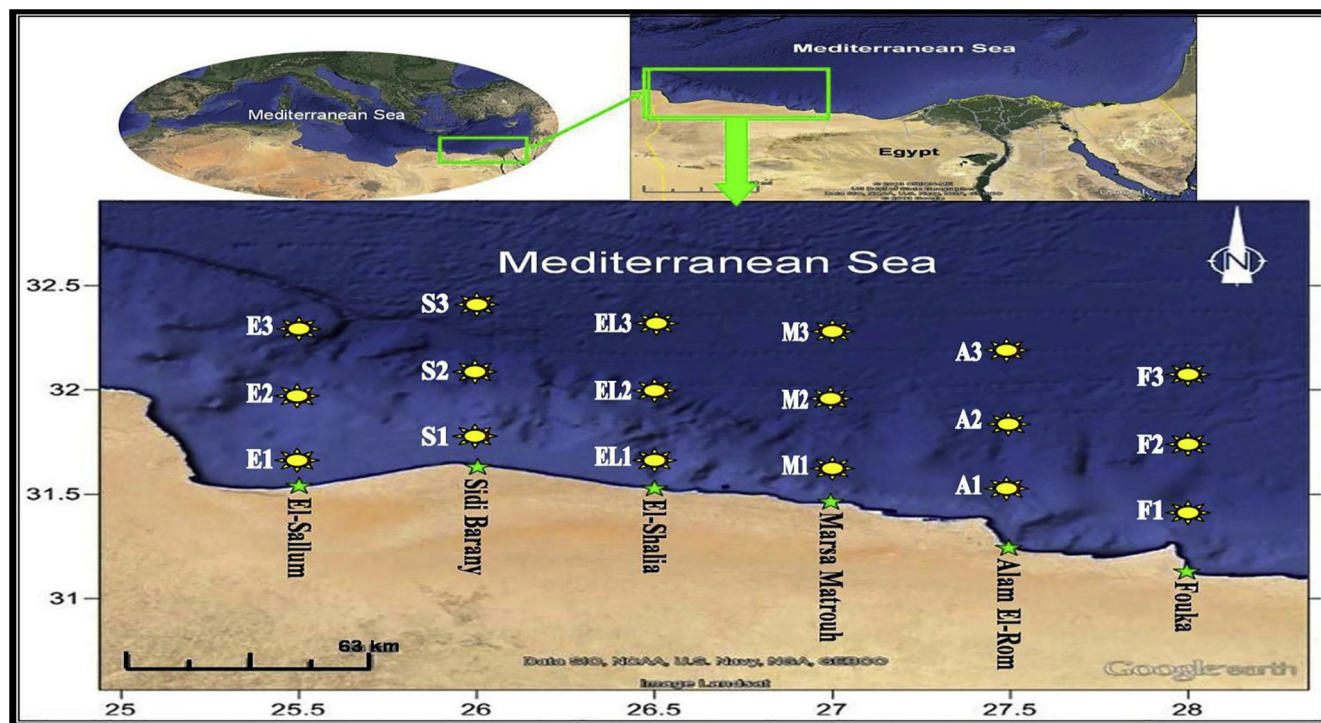 Mediterranean Sea
Mediterranean Sea
Egypt
Mediterranean Sea
N
32.5
32
31.5
31
E3
S3
EL3
M3
A3
F3
E2
S2
EL2
M2
A2
F2
E1
S1
EL1
M1
A1
F1
El-Sallum
Sidi Barany
El-Shalia
Marsa Matrouh
Alam El-Rom
Fouka
63 km
Data SIO, NOAA, U.S. Navy, NGA, GEBCO
Image Landsat
Google earth
25
25.5
26
26.5
27
27.5
28